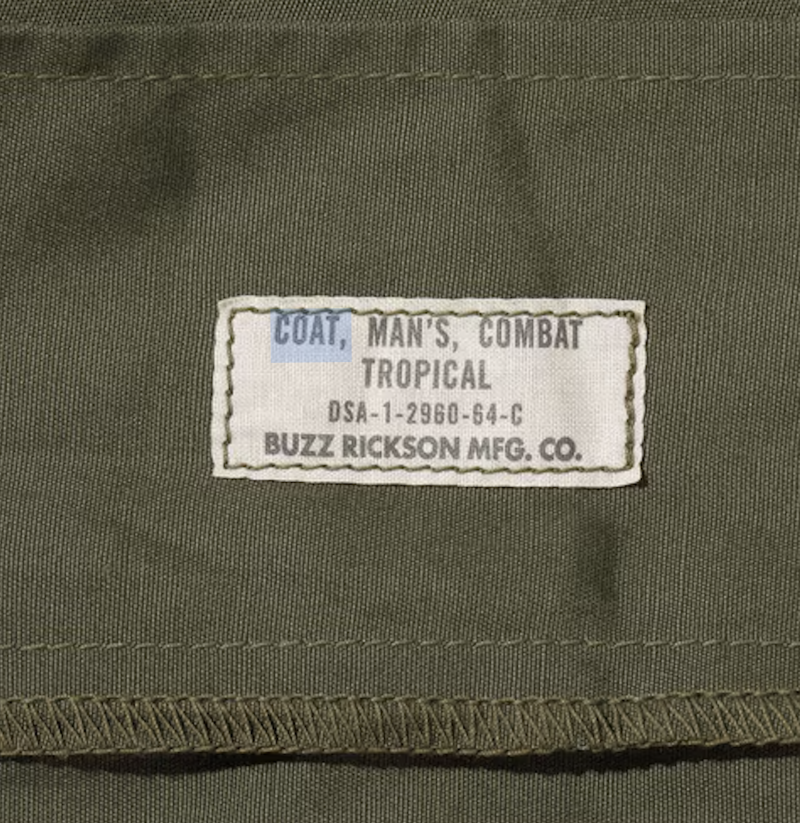 COAT, MAN'S, COMBAT
TROPICAL
DSA-1-2960-64-C
BUZZ RICKSON MFG. CO.